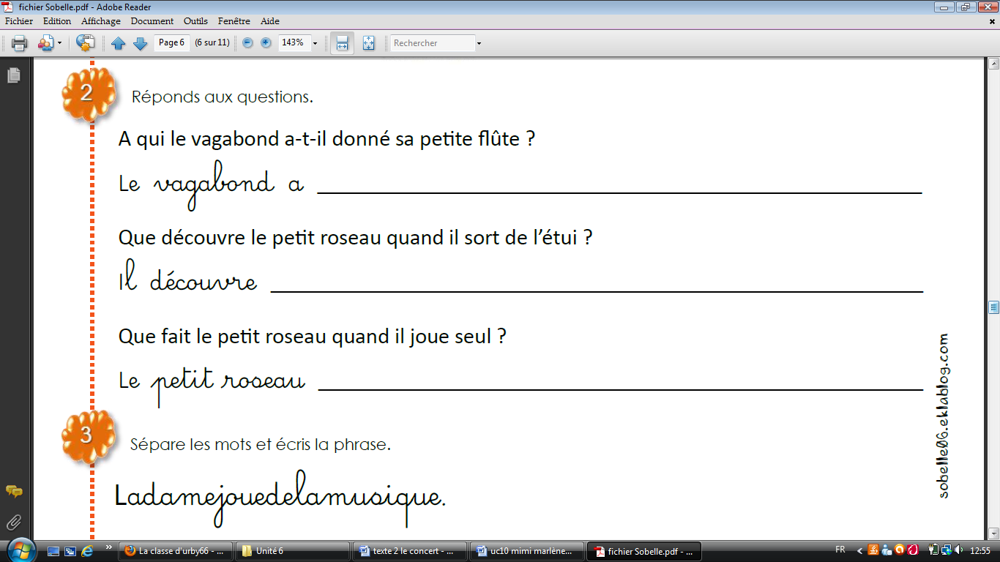 fichier Sobelle.pdf - Adobe Reader
Fichier Edition Affichage Document Outils Fenêtre Aide
Page 6 (6 sur 11) 143% Rechercher
2 Réponds aux questions.
A qui le vagabond a-t-il donné sa petite flûte ?
Le vagabond a
Que découvre le petit roseau quand il sort de l'étui ?
Il découvre
Que fait le petit roseau quand il joue seul ?
Le petit roseau
3 Sépare les mots et écris la phrase.
Ladamejouedelamusique.
sobelle06.eklablog.com
La classe d'urby66 - ... Unité 6 texte 2 le concert - ... uc10 mimi marlène... fichier Sobelle.pdf - ... FR 12:55